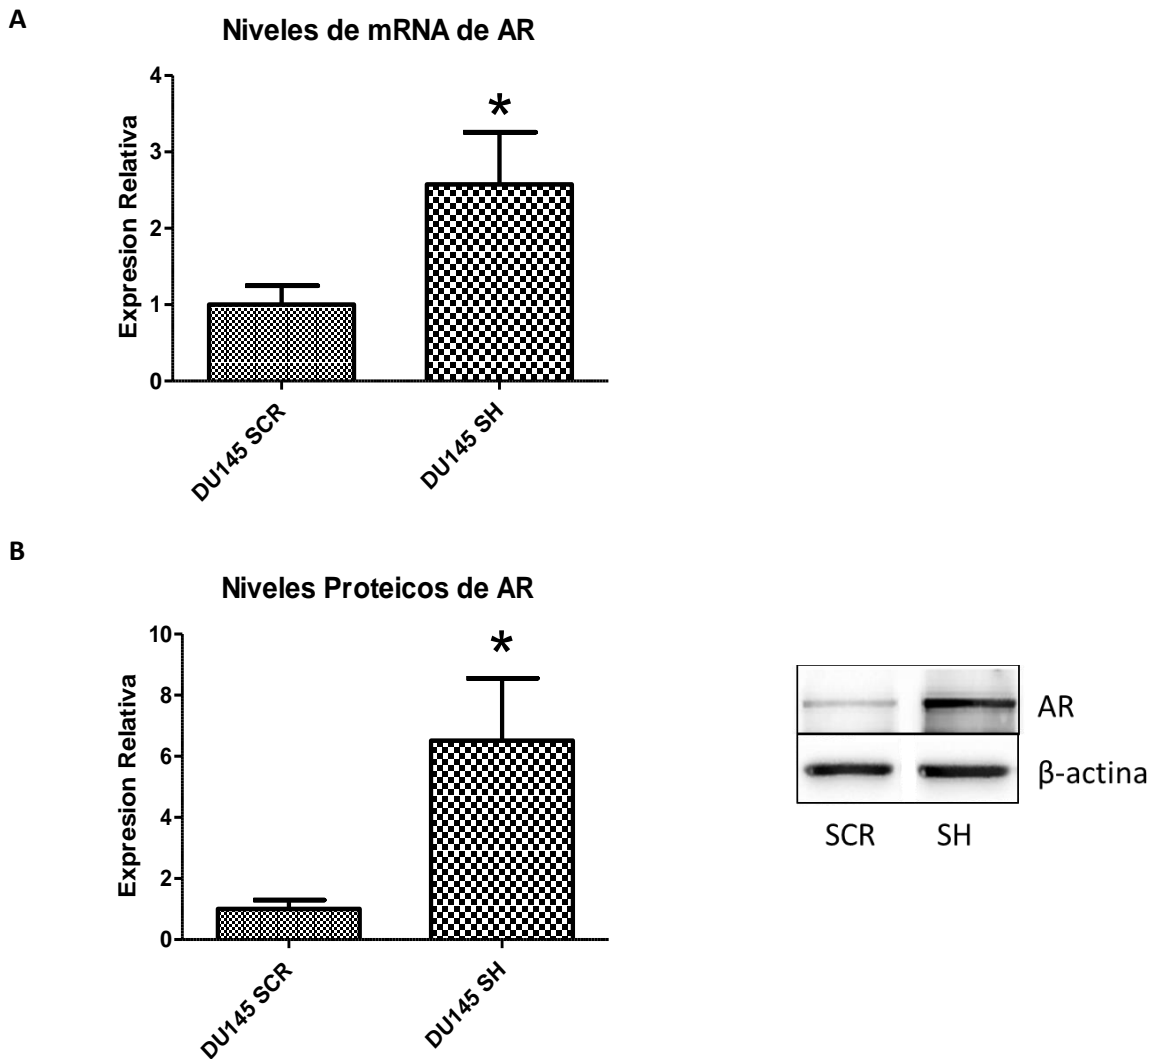 A
Niveles de mRNA de AR
Expresion Relativa
4
3
2
1
0
*
DU145 SCR
DU145 SH
B
Niveles Proteicos de AR
Expresion Relativa
10
8
6
4
2
0
*
DU145 SCR
DU145 SH
AR
β-actina
SCR SH